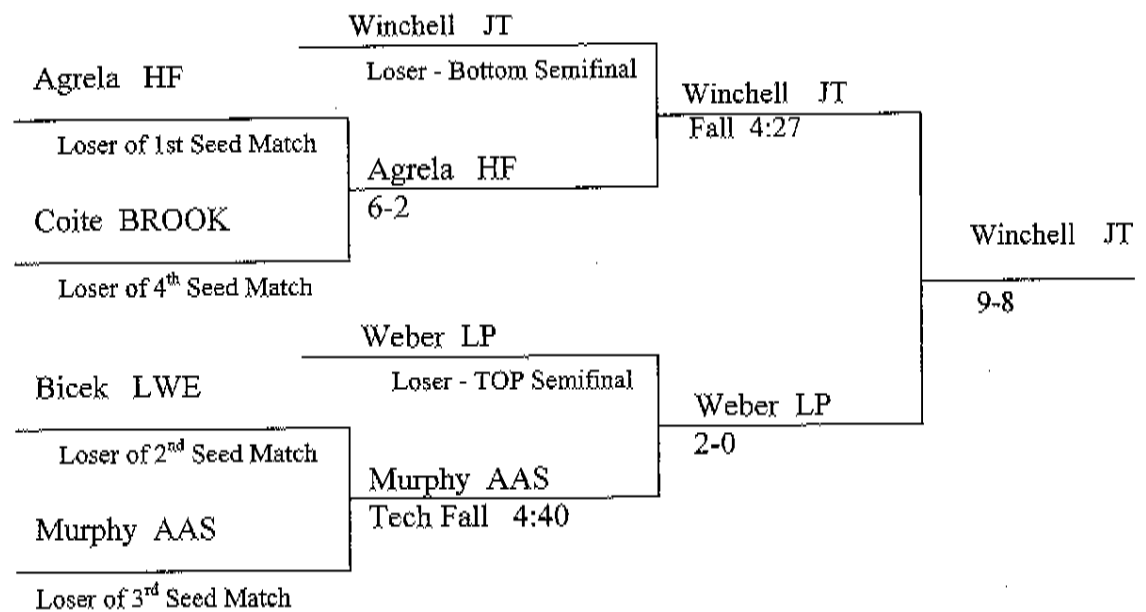 Winchell JT
Loser - Bottom Semifinal
Agrela HF
Loser of 1st Seed Match
Winchell JT
Fall 4:27
Agrela HF
6-2
Coite BROOK
Loser of 4th Seed Match
Winchell JT
9-8
Weber LP
Loser - TOP Semifinal
Bicek LWE
Loser of 2nd Seed Match
Weber LP
2-0
Murphy AAS
Tech Fall 4:40
Murphy AAS
Loser of 3rd Seed Match